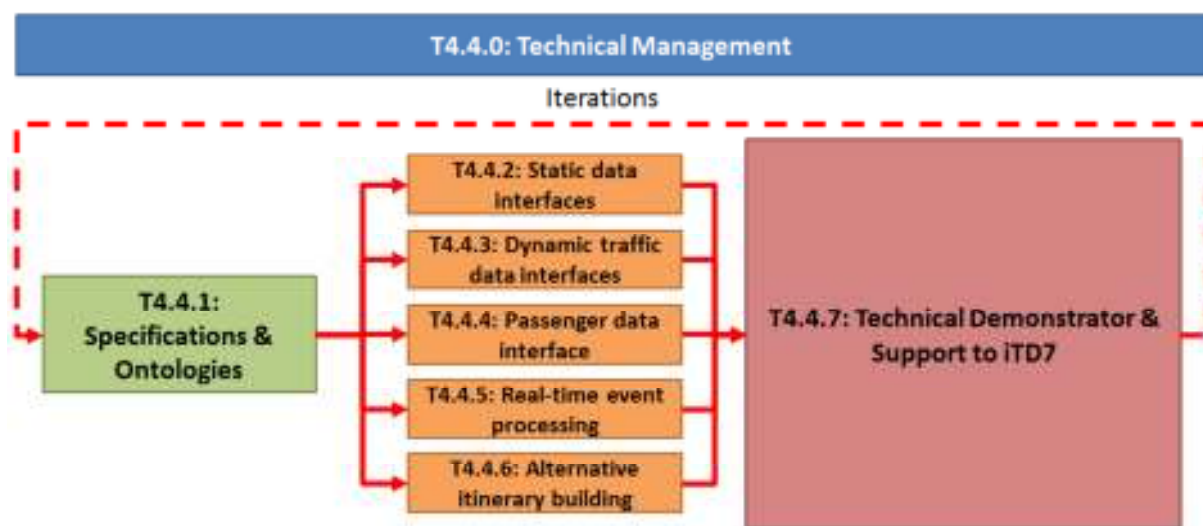 T4.4.0: Technical Management
Iterations
T4.4.2: Static data
interfaces
T4.4.3: Dynamic traffic
data interfaces
T4.4.1:
Specifications &
Ontologies
T4.4.4: Passenger data
interface
T4.4.5: Real-time event
processing
T4.4.6: Alternative
itinerary building
T4.4.7: Technical Demonstrator &
Support to iTD7